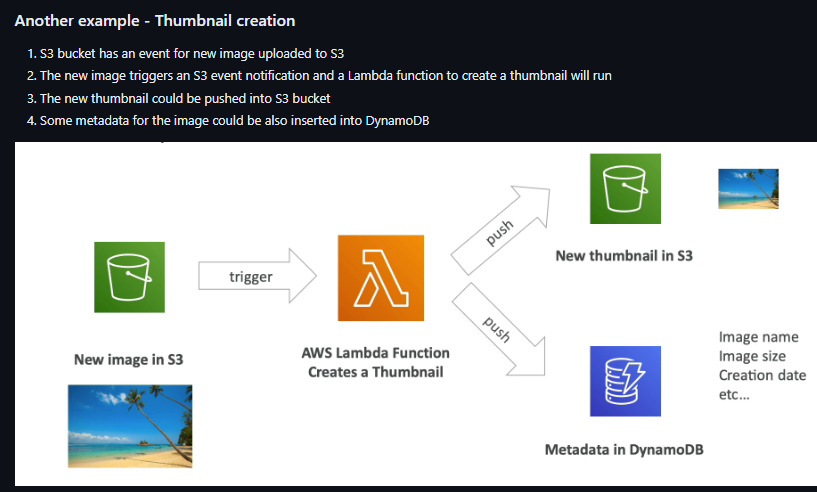 Another example - Thumbnail creation
1. S3 bucket has an event for new image uploaded to S3
2. The new image triggers an S3 event notification and a Lambda function to create a thumbnail will run
3. The new thumbnail could be pushed into S3 bucket
4. Some metadata for the image could be also inserted into DynamoDB
New image in S3
trigger
AWS Lambda Function
Creates a Thumbnail
push
New thumbnail in S3
push
Metadata in DynamoDB
Image name
Image size
Creation date
etc...